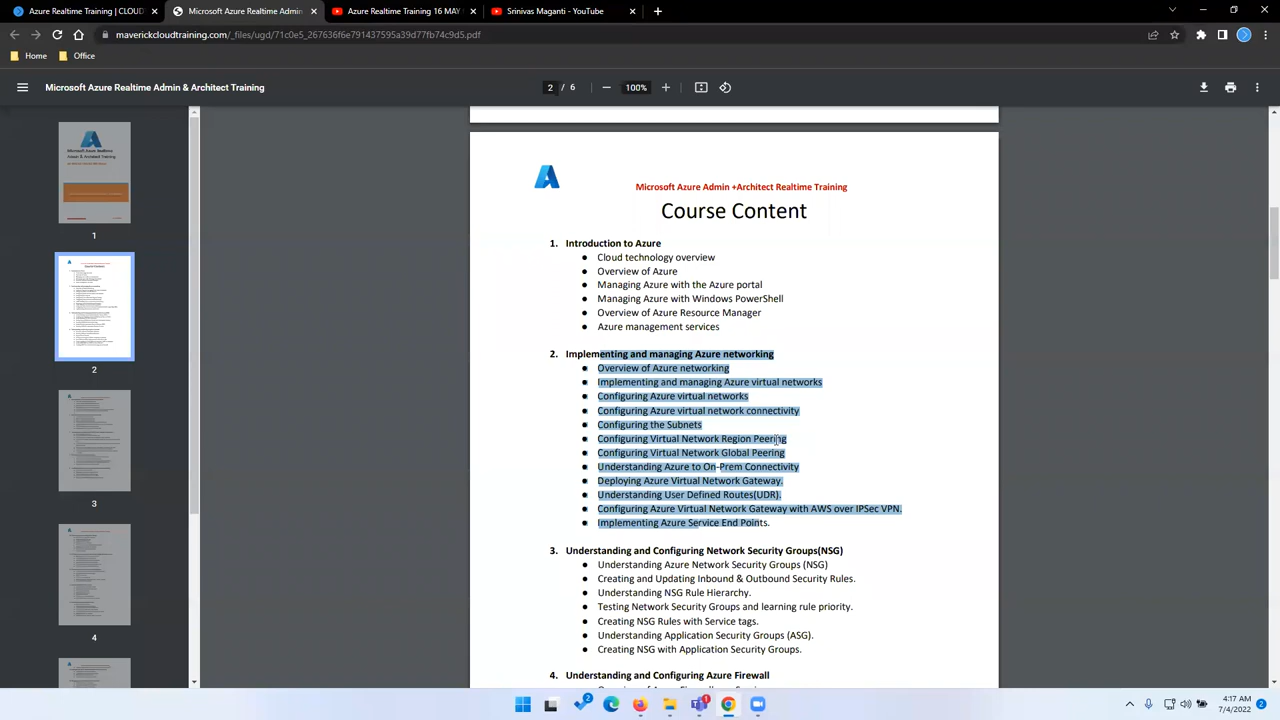 Azure Realtime Training | CLOUD
Microsoft Azure Realtime Admin
Azure Realtime Training 16 MAY
Srinivas Maganti - YouTube
maverickcloudtraining.com/_files/ugd/71c0e5_267636f6e791437595a39d77fb74c9d5.pdf
Home
Office
Microsoft Azure Realtime Admin & Architect Training
2 / 6
100%
1
2
3
4
Microsoft Azure Admin +Architect Realtime Training
Course Content
1. Introduction to Azure
● Cloud technology overview
● Overview of Azure
● Managing Azure with the Azure portal
● Managing Azure with Windows PowerShell
● Overview of Azure Resource Manager
● Azure management services
2. Implementing and managing Azure networking
● Overview of Azure networking
● Implementing and managing Azure virtual networks
● Configuring Azure virtual networks
● Configuring Azure virtual network connectivity
● Configuring the Subnets
● Configuring Virtual Network Region Peering
● Configuring Virtual Network Global Peering
● Understanding Azure to On-Prem Connectivity
● Deploying Azure Virtual Network Gateway.
● Understanding User Defined Routes(UDR).
● Configuring Azure Virtual Network Gateway with AWS over IPSec VPN.
● Implementing Azure Service End Points.
3. Understanding and Configuring Network Security Groups(NSG)
● Understanding Azure Network Security Groups (NSG)
● Creating and Updating Inbound & Outbound Security Rules.
● Understanding NSG Rule Hierarchy.
● Testing Network Security Groups and learning rule priority.
● Creating NSG Rules with Service tags.
● Understanding Application Security Groups (ASG).
● Creating NSG with Application Security Groups.
4. Understanding and Configuring Azure Firewall
4:17 AM
7/4/2022